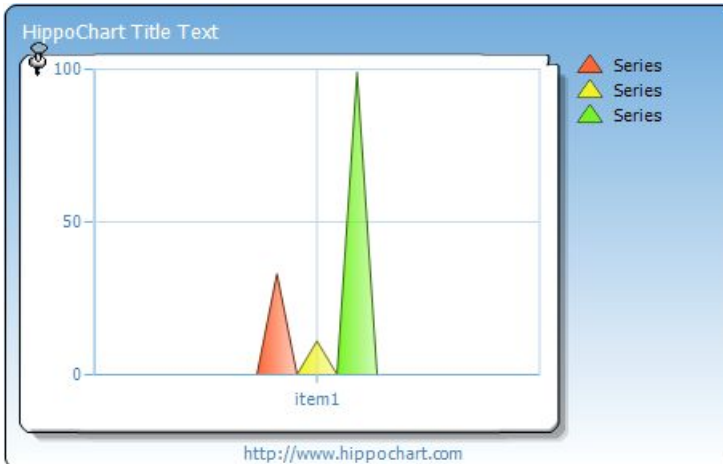 HippoChart Title Text
Series
Series
Series
100
50
0
item1
http://www.hippochart.com